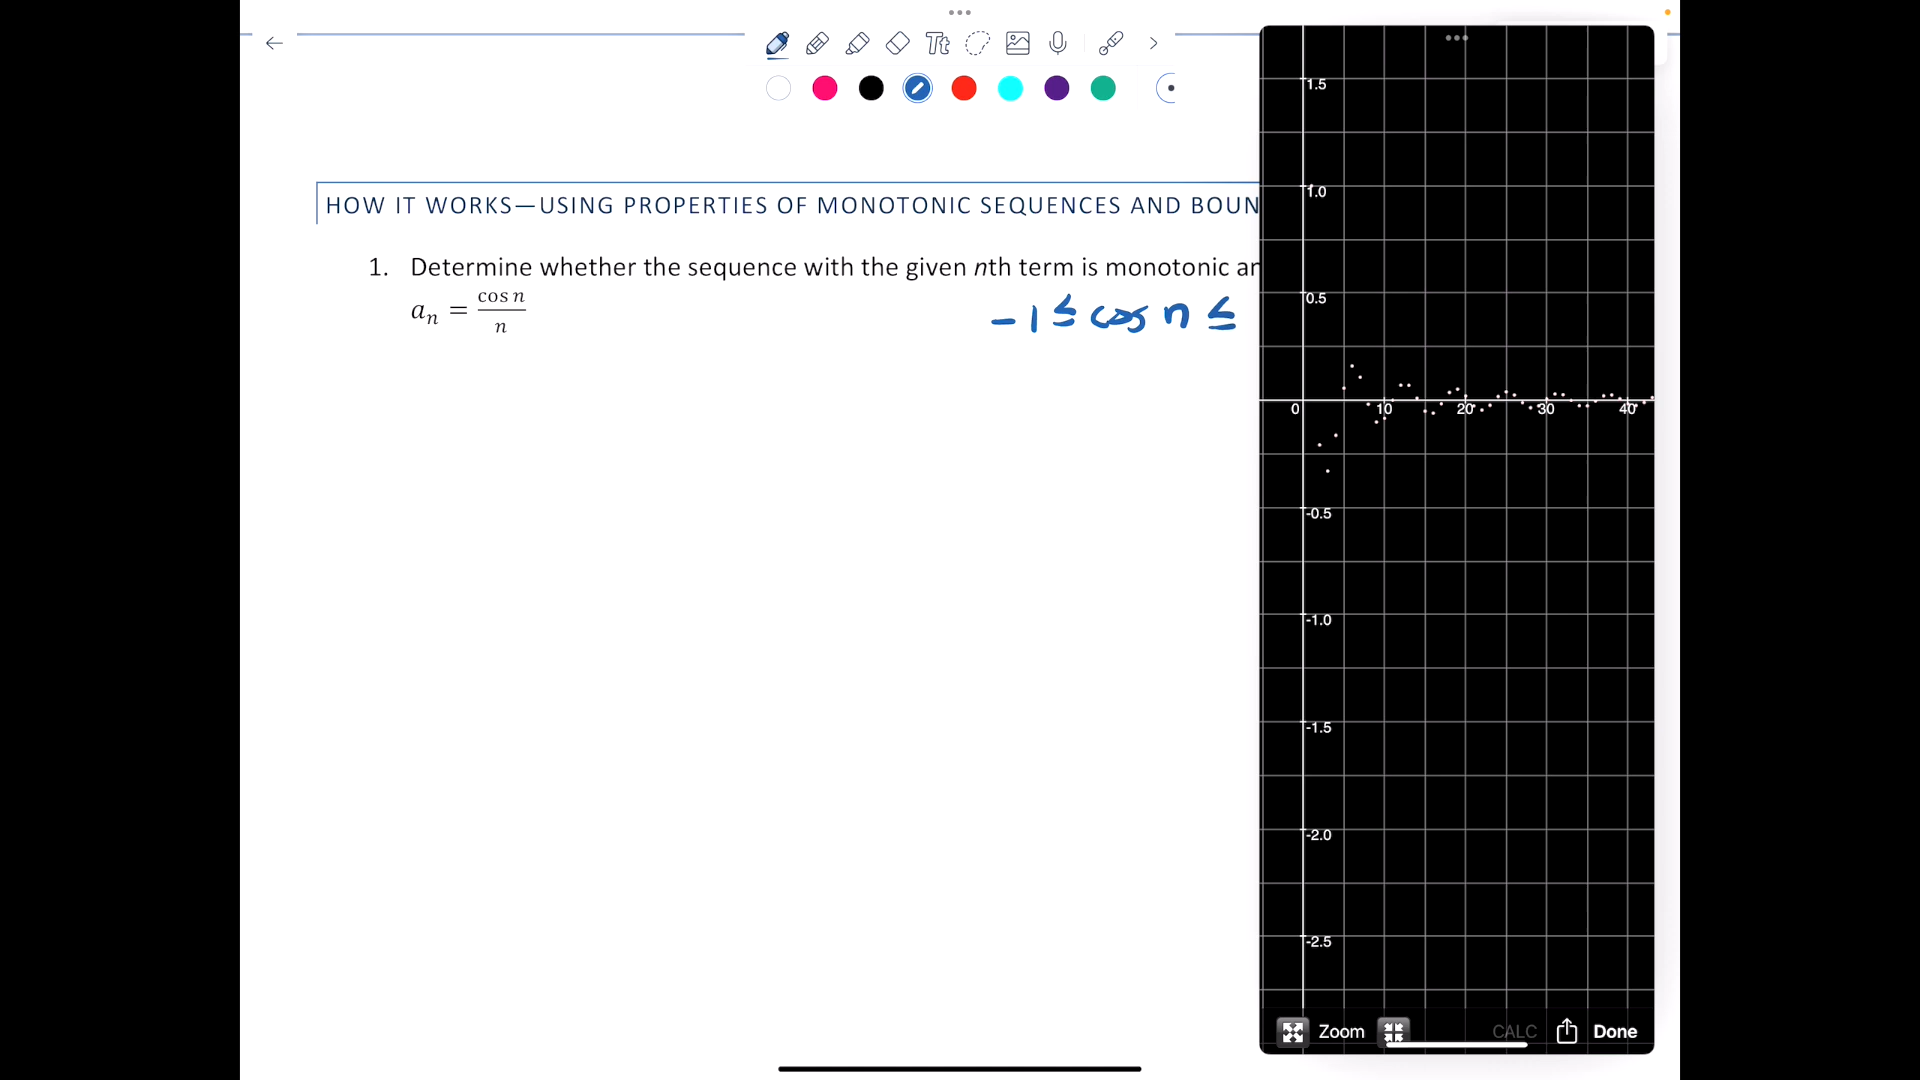 Tt
HOW IT WORKS—USING PROPERTIES OF MONOTONIC SEQUENCES AND BOUN
1. Determine whether the sequence with the given nth term is monotonic ar
a_n = cos n / n
-1 ≤ cos n ≤
1.5
1.0
0.5
0 10 20 30 40
-0.5
-1.0
-1.5
-2.0
-2.5
Zoom CALC Done